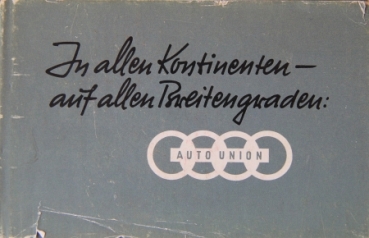 In allen Kontinenten –
auf allen Breitengraden:
AUTO UNION